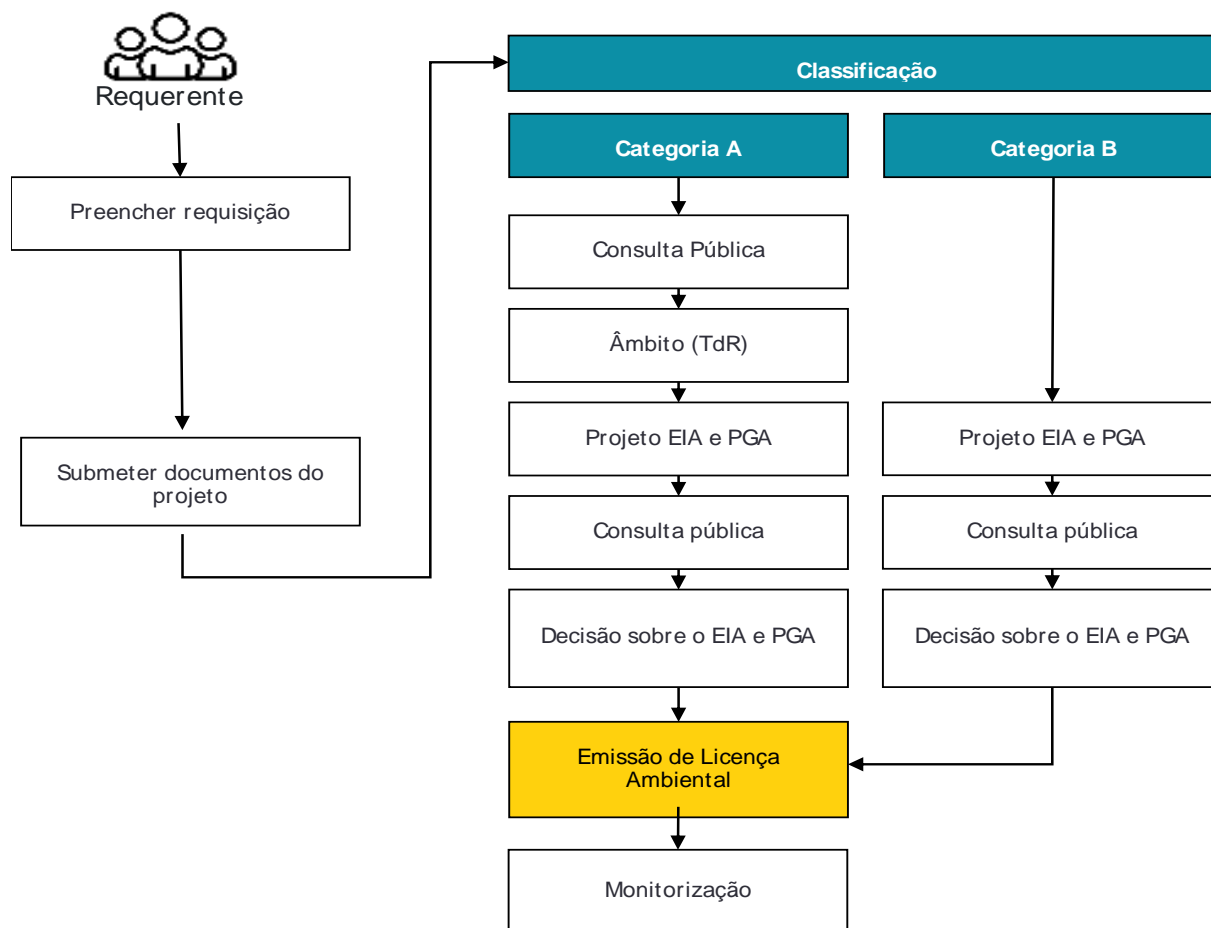 Requerente
Preencher requisição
Submeter documentos do
projeto
Classificação
Categoria A
Consulta Pública
Âmbito (TdR)
Projeto EIA e PGA
Consulta pública
Decisão sobre o EIA e PGA
Categoria B
Projeto EIA e PGA
Consulta pública
Decisão sobre o EIA e PGA
Emissão de Licença
Ambiental
Monitorização